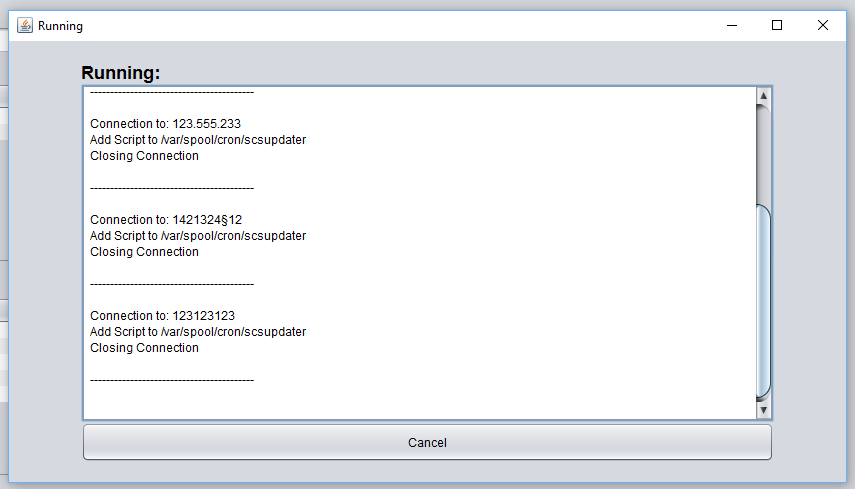 Running
Running:
-----------------------------------------
Connection to: 123.555.233
Add Script to /var/spool/cron/scsupdater
Closing Connection
-----------------------------------------
Connection to: 1421324§12
Add Script to /var/spool/cron/scsupdater
Closing Connection
-----------------------------------------
Connection to: 123123123
Add Script to /var/spool/cron/scsupdater
Closing Connection
-----------------------------------------
Cancel